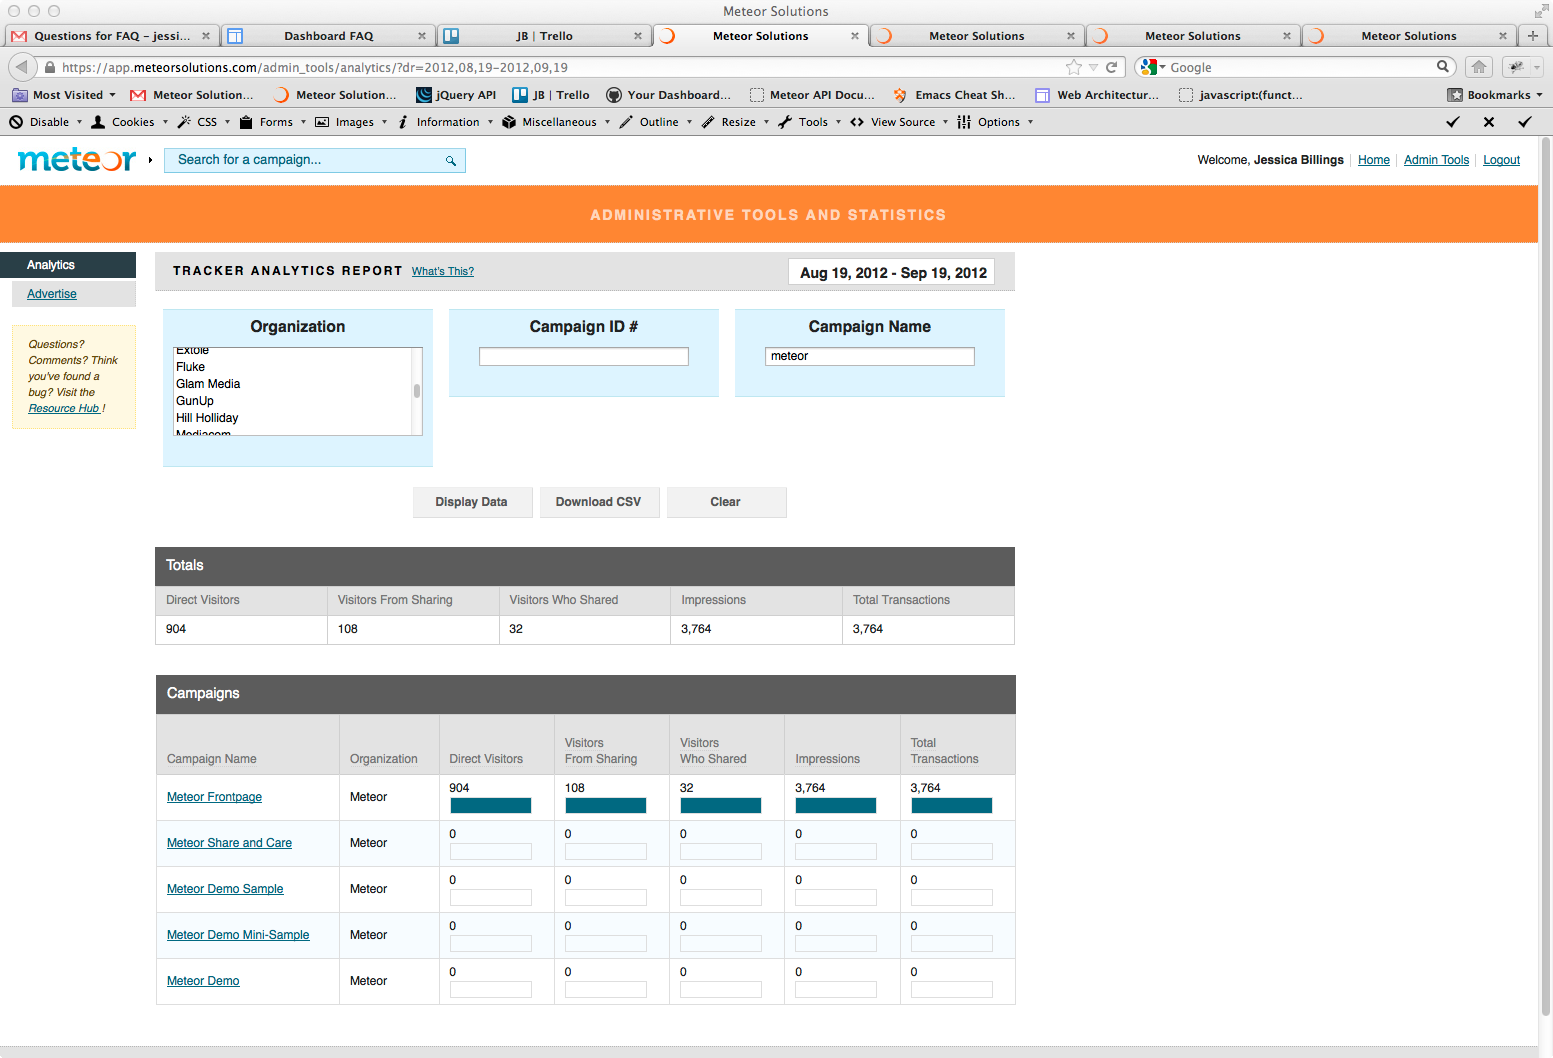 Meteor Solutions
Questions for FAQ – jessi...
Dashboard FAQ
JB | Trello
Meteor Solutions
Meteor Solutions
Meteor Solutions
Meteor Solutions
https://app.meteorsolutions.com/admin_tools/analytics/?dr=2012,08,19-2012,09,19
Google
Most Visited
Meteor Solution...
Meteor Solution...
jQuery API
JB | Trello
Your Dashboard...
Meteor API Docu...
Emacs Cheat Sh...
Web Architectur...
javascript:(funct...
Bookmarks
Disable
Cookies
CSS
Forms
Images
Information
Miscellaneous
Outline
Resize
Tools
View Source
Options
meteor
Search for a campaign...
Welcome, Jessica Billings
Home
Admin Tools
Logout
ADMINISTRATIVE TOOLS AND STATISTICS
Analytics
Advertise
Questions?
Comments? Think
you've found a
bug? Visit the
Resource Hub !
TRACKER ANALYTICS REPORT What's This?
Aug 19, 2012 - Sep 19, 2012
Organization
Extole
Fluke
Glam Media
GunUp
Hill Holliday
Mediacom
Campaign ID #
Campaign Name
meteor
Display Data
Download CSV
Clear
Totals
Direct Visitors Visitors From Sharing Visitors Who Shared Impressions Total Transactions
904 108 32 3,764 3,764
Campaigns
Campaign Name Organization Direct Visitors Visitors From Sharing Visitors Who Shared Impressions Total Transactions
Meteor Frontpage Meteor 904 108 32 3,764 3,764
Meteor Share and Care Meteor 0 0 0 0 0
Meteor Demo Sample Meteor 0 0 0 0 0
Meteor Demo Mini-Sample Meteor 0 0 0 0 0
Meteor Demo Meteor 0 0 0 0 0